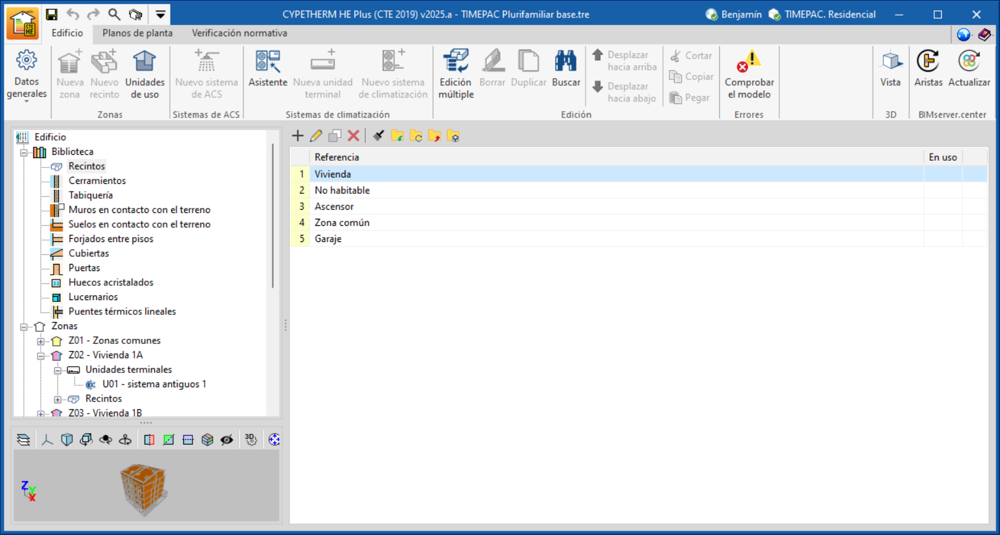 CYPETHERM HE Plus (CTE 2019) v2025.a - TIMEPAC Plurifamiliar base.tre
Benjamín
TIMEPAC. Residencial
CTE HE
Edificio
Planos de planta
Verificación normativa
Datos generales
Nueva zona
Nuevo recinto
Unidades de uso
Zonas
Nuevo sistema de ACS
Sistemas de ACS
Asistente
Nueva unidad terminal
Nuevo sistema de climatización
Sistemas de climatización
Edición múltiple
Borrar
Duplicar
Buscar
Desplazar hacia arriba
Desplazar hacia abajo
Cortar
Copiar
Pegar
Edición
Comprobar el modelo
Errores
Vista
3D
Aristas
Actualizar
BIMserver.center
Edificio
Biblioteca
Recintos
Cerramientos
Tabiquería
Muros en contacto con el terreno
Suelos en contacto con el terreno
Forjados entre pisos
Cubiertas
Puertas
Huecos acristalados
Lucernarios
Puentes térmicos lineales
Zonas
Z01 - Zonas comunes
Z02 - Vivienda 1A
Unidades terminales
U01 - sistema antiguos 1
Recintos
Z03 - Vivienda 1B
Referencia
En uso
1 Vivienda
2 No habitable
3 Ascensor
4 Zona común
5 Garaje
3D
Z
Y
X